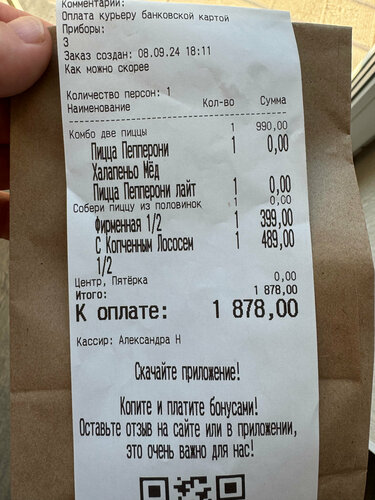 Комментарий:
Оплата курьеру банковской картой
Приборы:
3
Заказ создан: 08.09.24 18:11
Как можно скорее
Количество персон: 1
Наименование Кол-во Сумма
Комбо две пиццы 1 990,00
Пицца Пепперони 1 0,00
Халапеньо Мёд
Пицца Пепперони лайт 1 0,00
Собери пиццу из половинок 1 0,00
Фирменная 1/2 1 399,00
С Копченным Лососем 1 489,00
1/2
Центр, Пятёрка 0,00
Итого: 1 878,00
К оплате: 1 878,00
Кассир: Александра Н
Скачайте приложение!
Копите и платите бонусами!
Оставьте отзыв на сайте или в приложении,
это очень важно для нас!